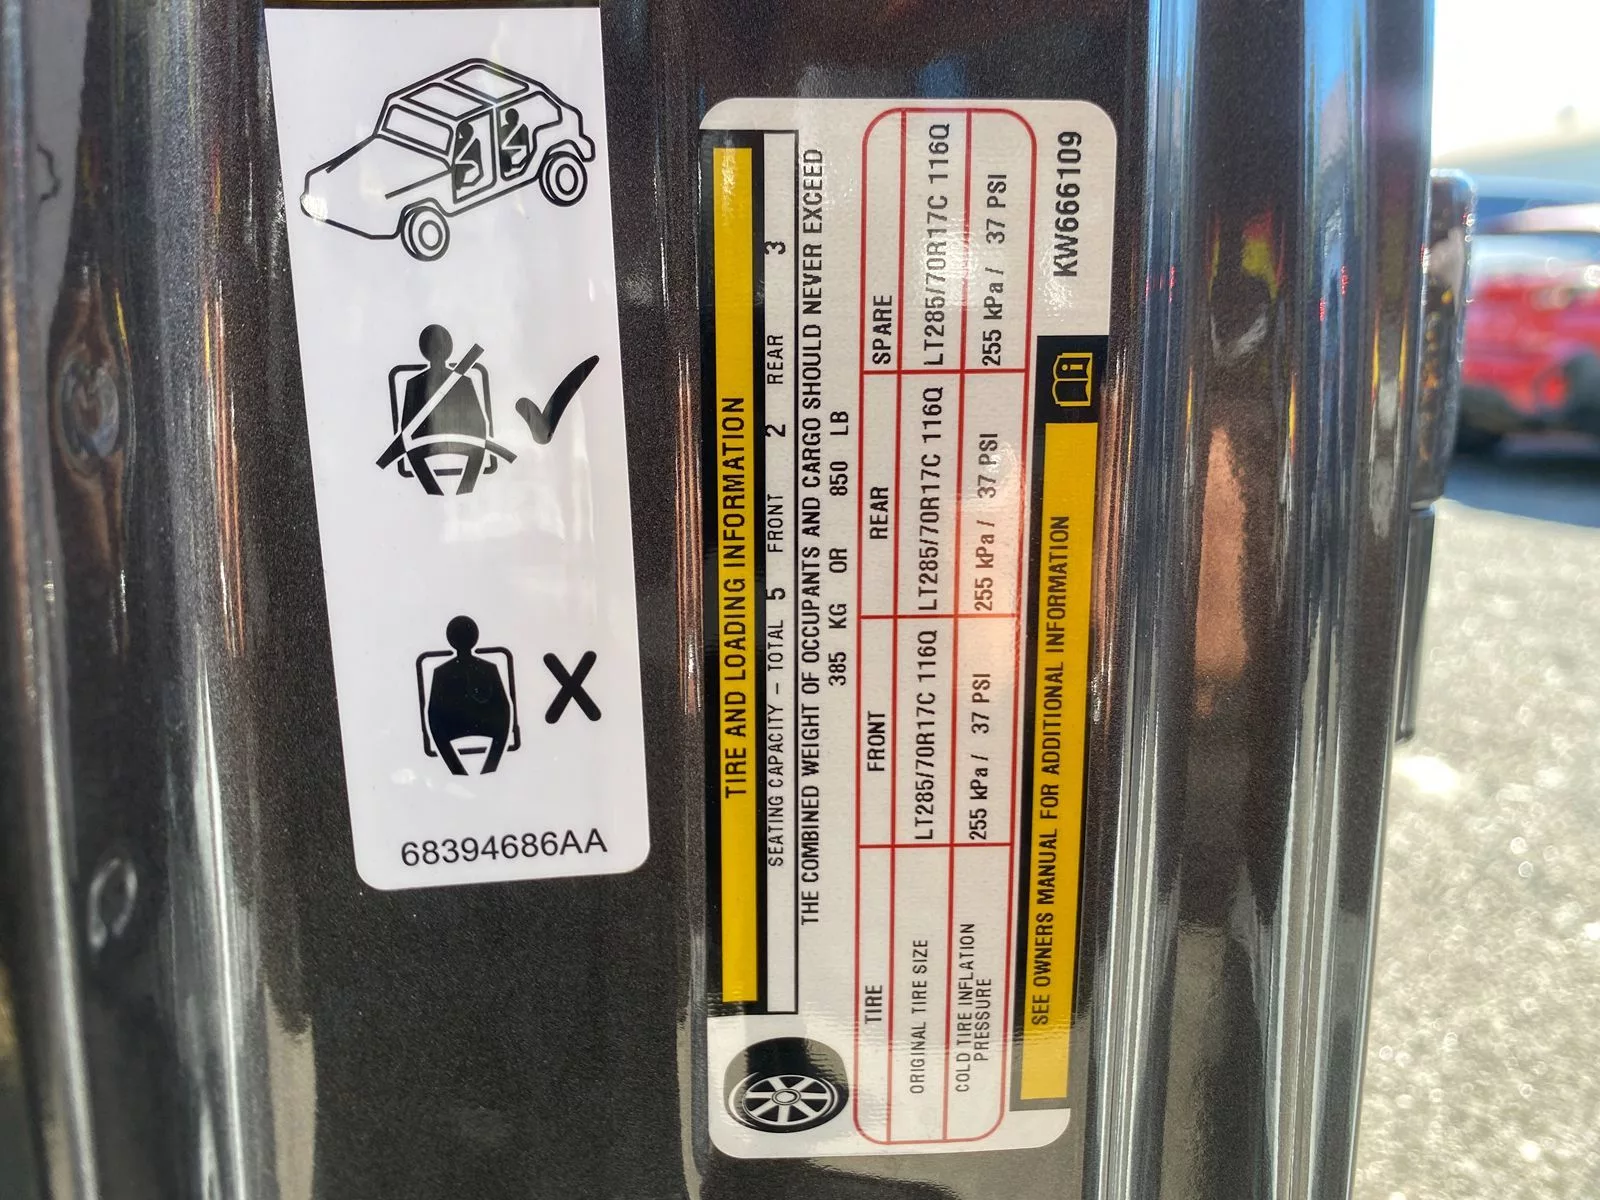 68394686AA
TIRE AND LOADING INFORMATION
SEATING CAPACITY – TOTAL 5 FRONT 2 REAR 3
THE COMBINED WEIGHT OF OCCUPANTS AND CARGO SHOULD NEVER EXCEED
385 KG OR 850 LB
TIRE FRONT REAR SPARE
ORIGINAL TIRE SIZE LT285/70R17C 116Q LT285/70R17C 116Q LT285/70R17C 116Q
COLD TIRE INFLATION
PRESSURE 255 kPa / 37 PSI 255 kPa / 37 PSI 255 kPa / 37 PSI
SEE OWNERS MANUAL FOR ADDITIONAL INFORMATION
KW666109